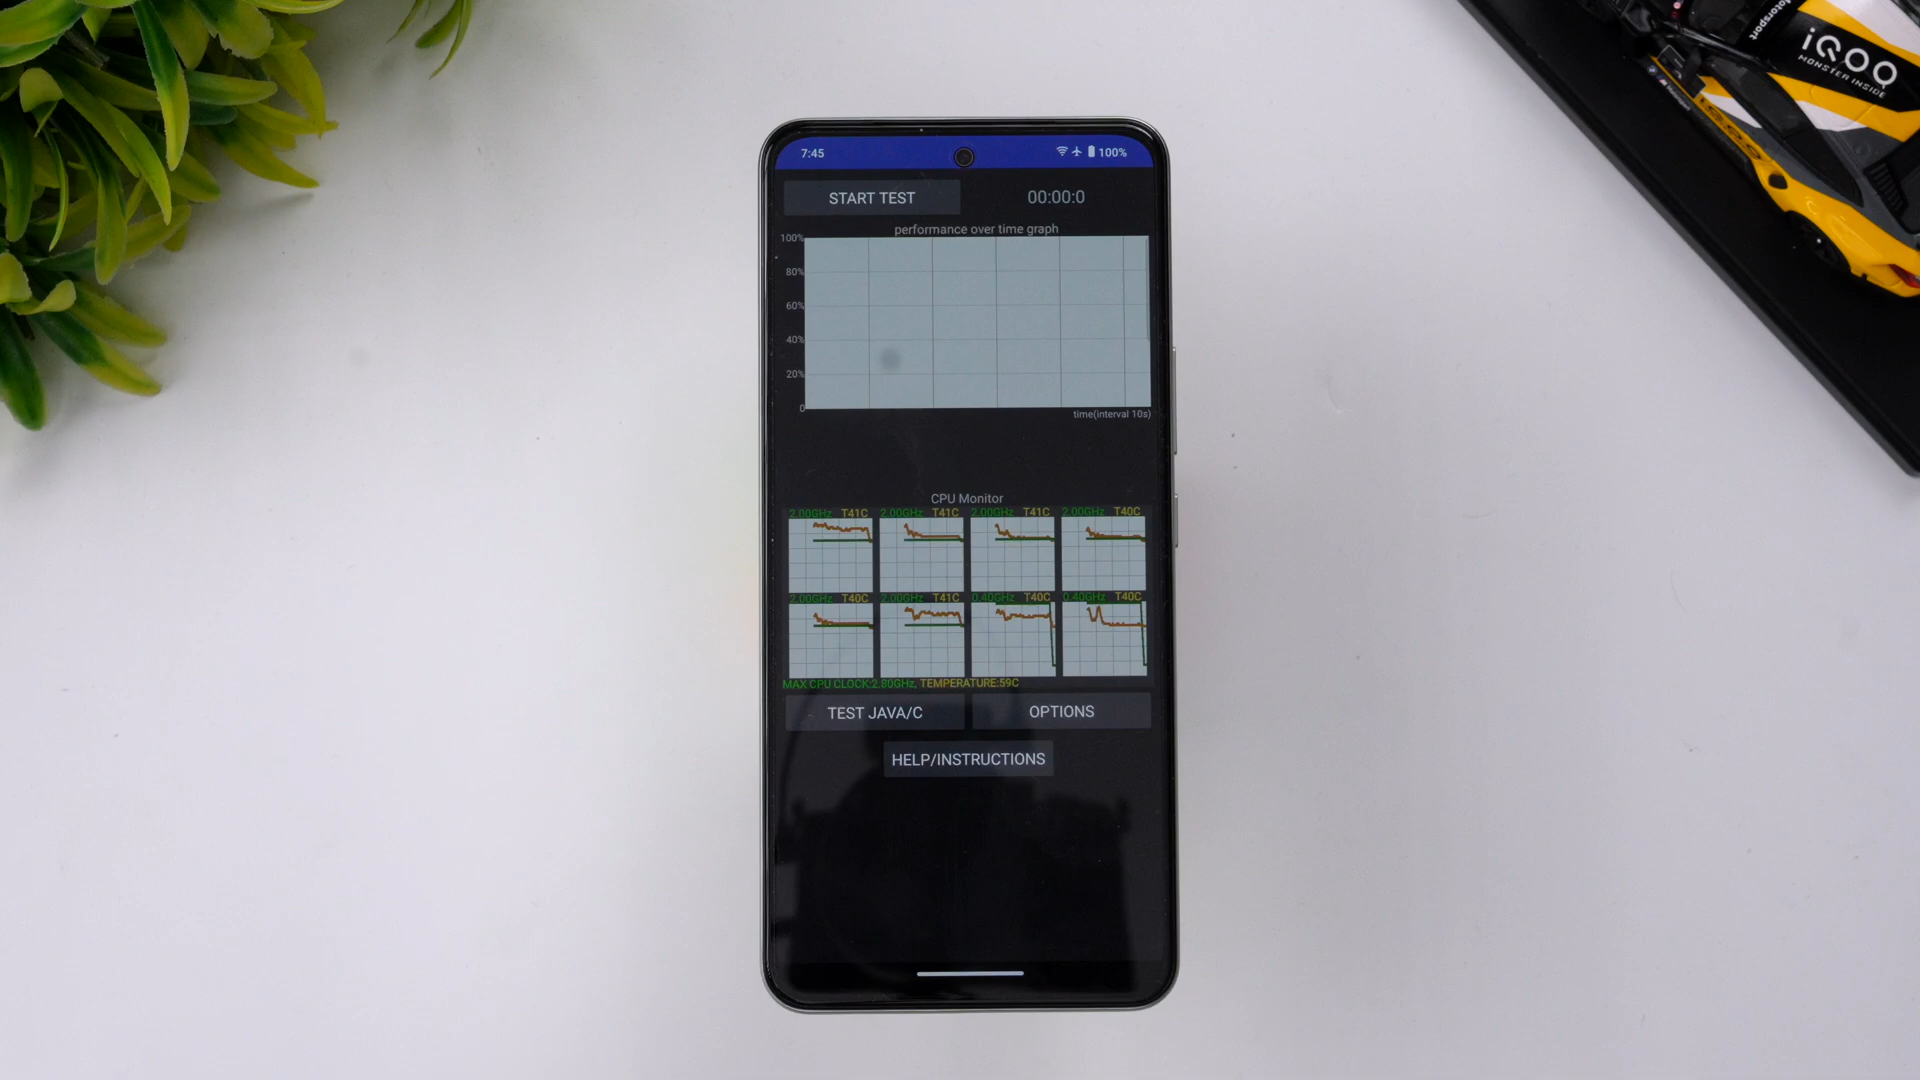 7:45
100%
START TEST
00:00:0
performance over time graph
100%
80%
60%
40%
20%
0
time(interval 10s)
CPU Monitor
2.00GHz T41C
2.00GHz T41C
2.00GHz T41C
2.00GHz T40C
2.00GHz T40C
2.00GHz T41C
0.40GHz T40C
0.40GHz T40C
MAX CPU CLOCK:2.80GHz, TEMPERATURE:59C
TEST JAVA/C
OPTIONS
HELP/INSTRUCTIONS
iQOO
MONSTER INSIDE